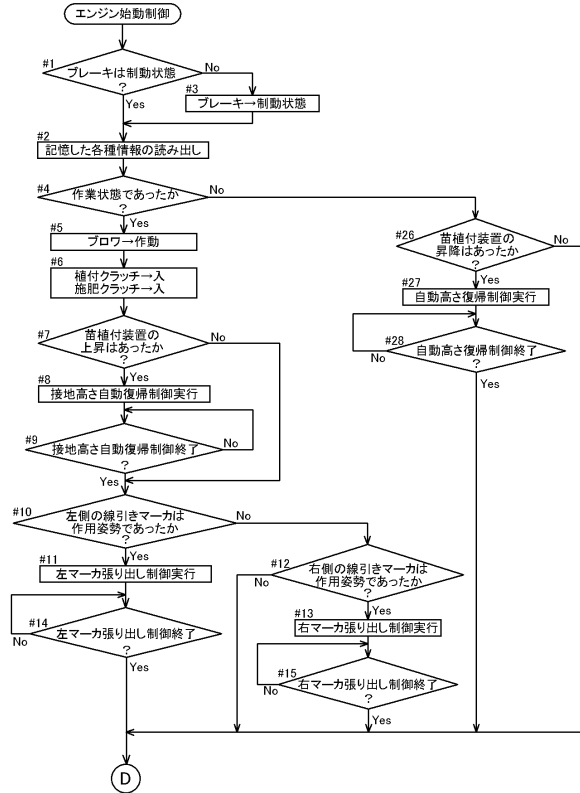 エンジン始動制御
#1
ブレーキは制動状態
?
No
Yes
#3
ブレーキ→制動状態
#2
記憶した各種情報の読み出し
#4
作業状態であったか
?
No
Yes
#5
ブロワ→作動
#6
植付クラッチ→入
施肥クラッチ→入
#7
苗植付装置の
上昇はあったか
?
No
Yes
#8
接地高さ自動復帰制御実行
#9
接地高さ自動復帰制御終了
?
No
Yes
#26
苗植付装置の
昇降はあったか
?
No
Yes
#27
自動高さ復帰制御実行
#28
自動高さ復帰制御終了
?
No
Yes
#10
左側の線引きマーカは
作用姿勢であったか
?
No
Yes
#11
左マーカ張り出し制御実行
#14
左マーカ張り出し制御終了
?
No
Yes
#12
右側の線引きマーカは
作用姿勢であったか
?
No
Yes
#13
右マーカ張り出し制御実行
#15
右マーカ張り出し制御終了
?
No
Yes
D